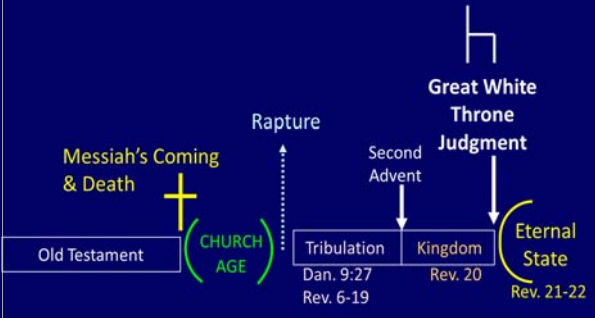 Great White
Throne
Judgment
Rapture
Messiah's Coming
& Death
Second
Advent
Old Testament
CHURCH
AGE
Tribulation
Kingdom
Eternal
State
Dan. 9:27
Rev. 6-19
Rev. 20
Rev. 21-22